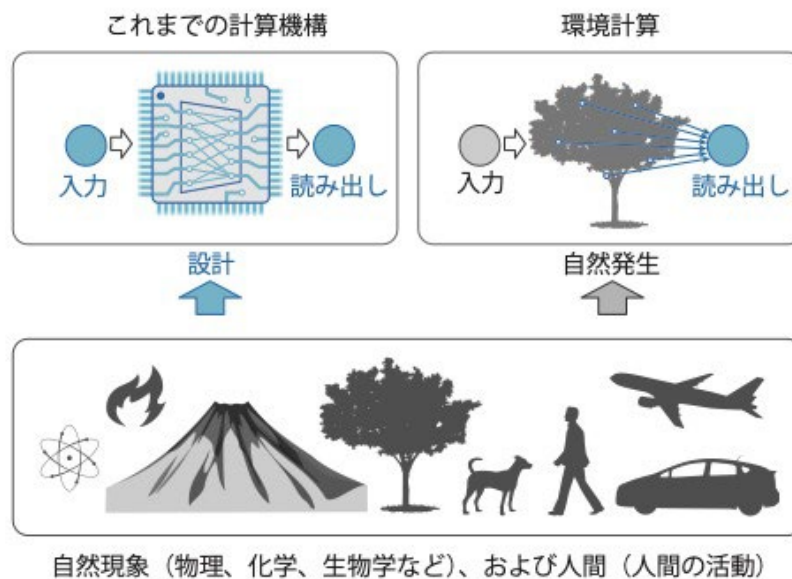 これまでの計算機構
環境計算
入力
読み出し
入力
読み出し
設計
自然発生
自然現象（物理、化学、生物学など）、および人間（人間の活動）